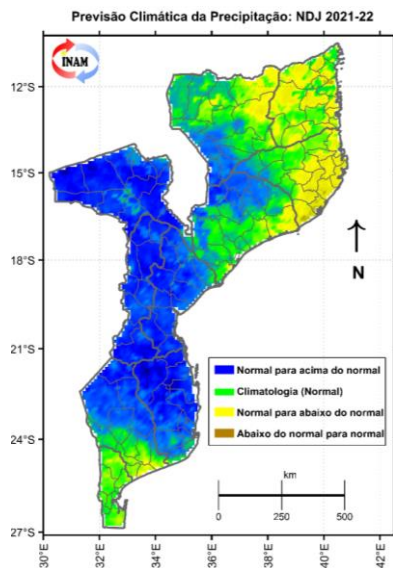 Previsão Climática da Precipitação: NDJ 2021-22
INAM
12°S
15°S
18°S
21°S
24°S
27°S
N
Normal para acima do normal
Climatologia (Normal)
Normal para abaixo do normal
Abaixo do normal para normal
km
0 250 500
30°E 32°E 34°E 36°E 38°E 40°E 42°E